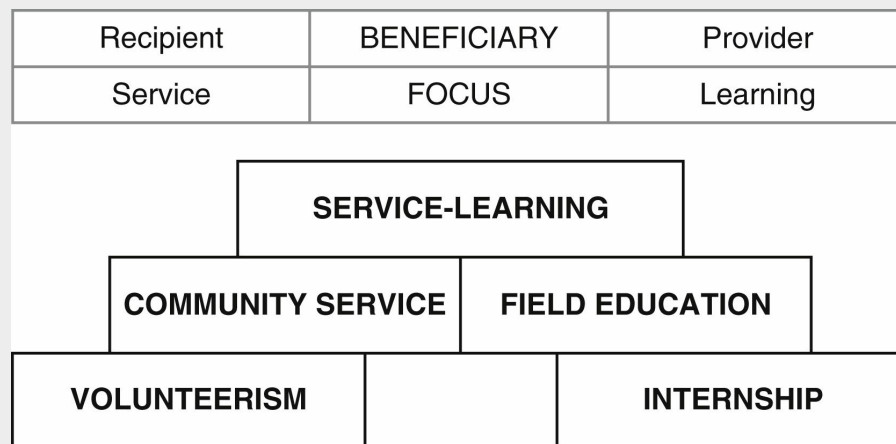 Recipient BENEFICIARY Provider
Service FOCUS Learning
SERVICE-LEARNING
COMMUNITY SERVICE FIELD EDUCATION
VOLUNTEERISM INTERNSHIP